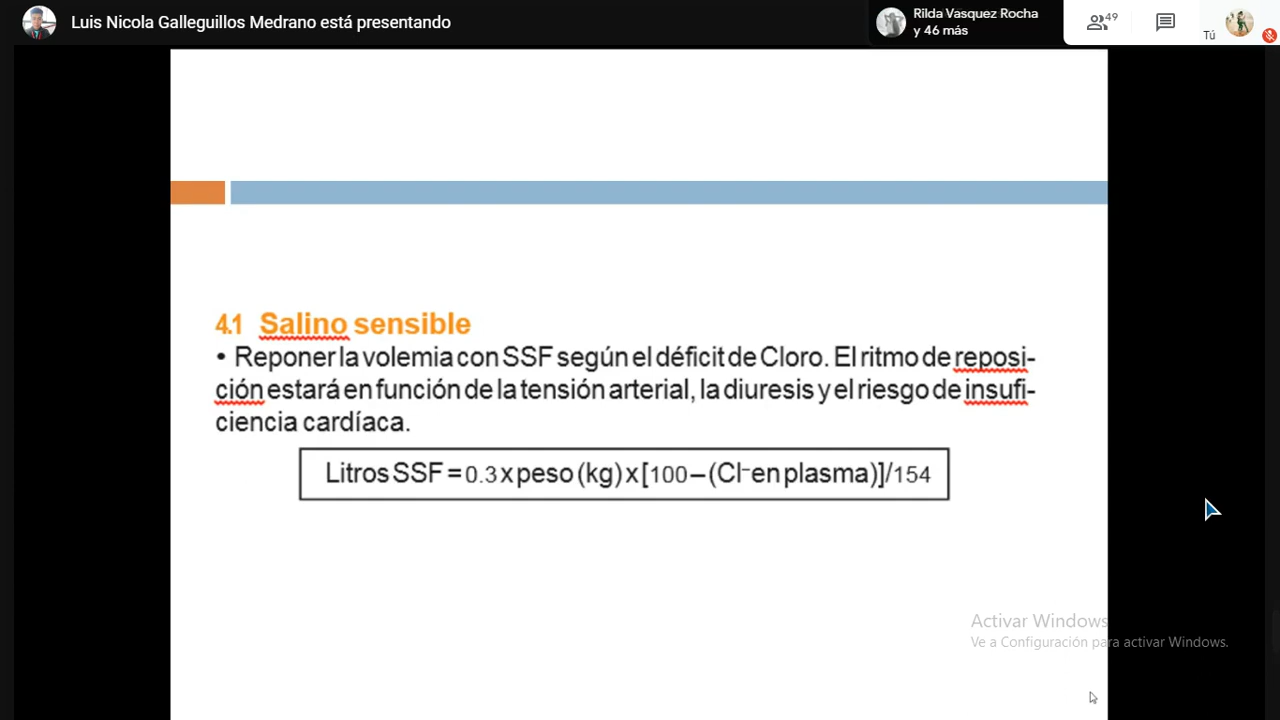 Luis Nicola Galleguillos Medrano está presentando
Rilda Vasquez Rocha
y 46 más
49
Tú
4.1 Salino sensible
• Reponer la volemia con SSF según el déficit de Cloro. El ritmo de reposi-
ción estará en función de la tensión arterial, la diuresis y el riesgo de insufi-
ciencia cardíaca.
Litros SSF = 0.3 x peso (kg) x [100 – (Cl⁻ en plasma)]/154
Activar Windows
Ve a Configuración para activar Windows.